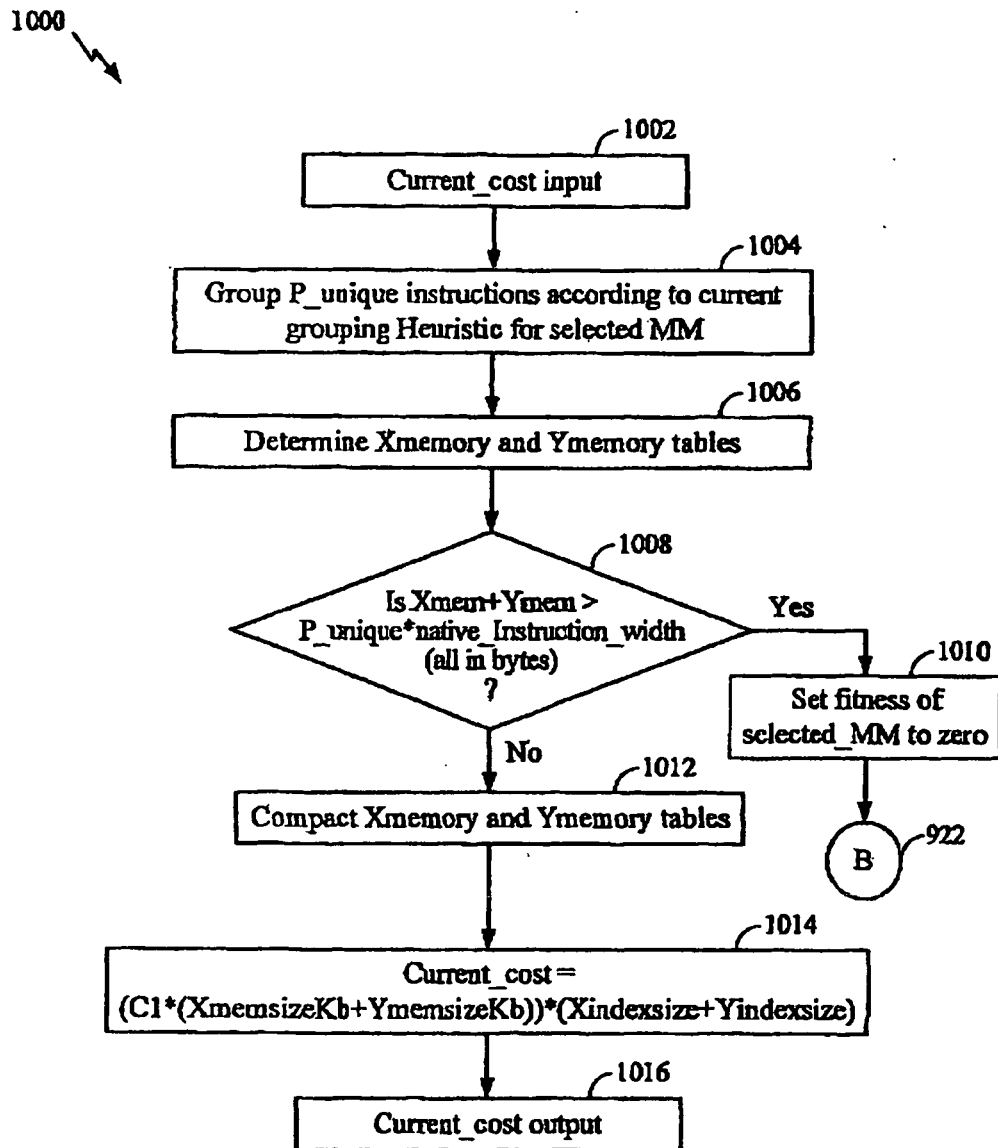 1000
1002
Current_cost input
1004
Group P_unique instructions according to current
grouping Heuristic for selected MM
1006
Determine Xmemory and Ymemory tables
1008
Is Xmem+Ymem >
P_unique*native_Instruction_width
(all in bytes)
?
Yes
1010
Set fitness of
selected_MM to zero
No
1012
Compact Xmemory and Ymemory tables
B
922
1014
Current_cost =
(C1*(XmemsizeKb+YmemsizeKb))*(Xindexsize+Yindexsize)
1016
Current_cost output